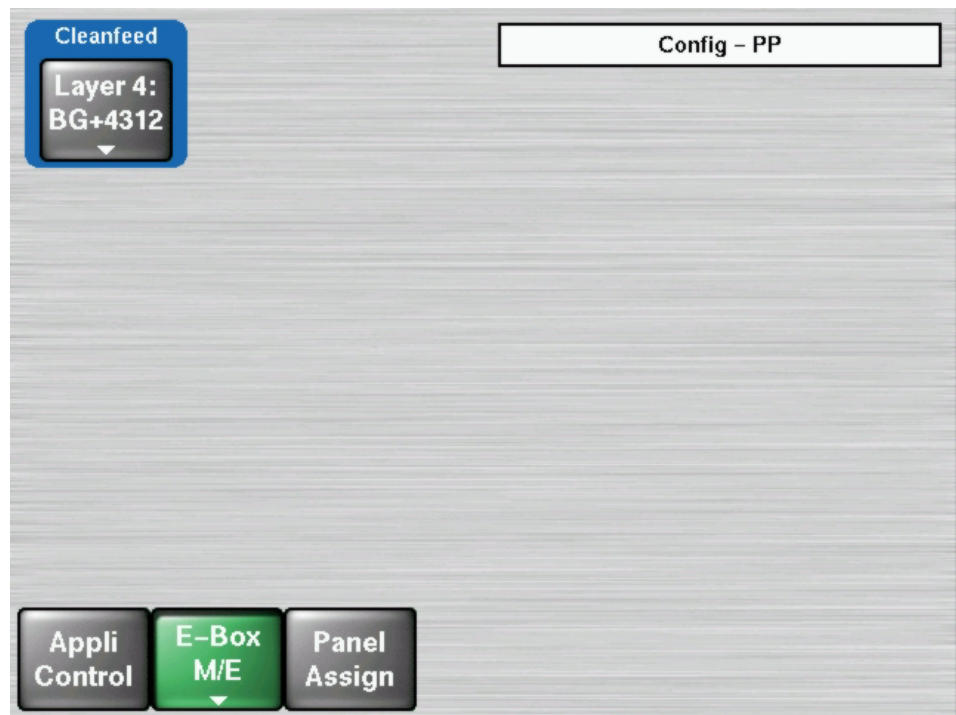 Cleanfeed
Config – PP
Layer 4:
BG+4312
Appli
Control
E–Box
M/E
Panel
Assign